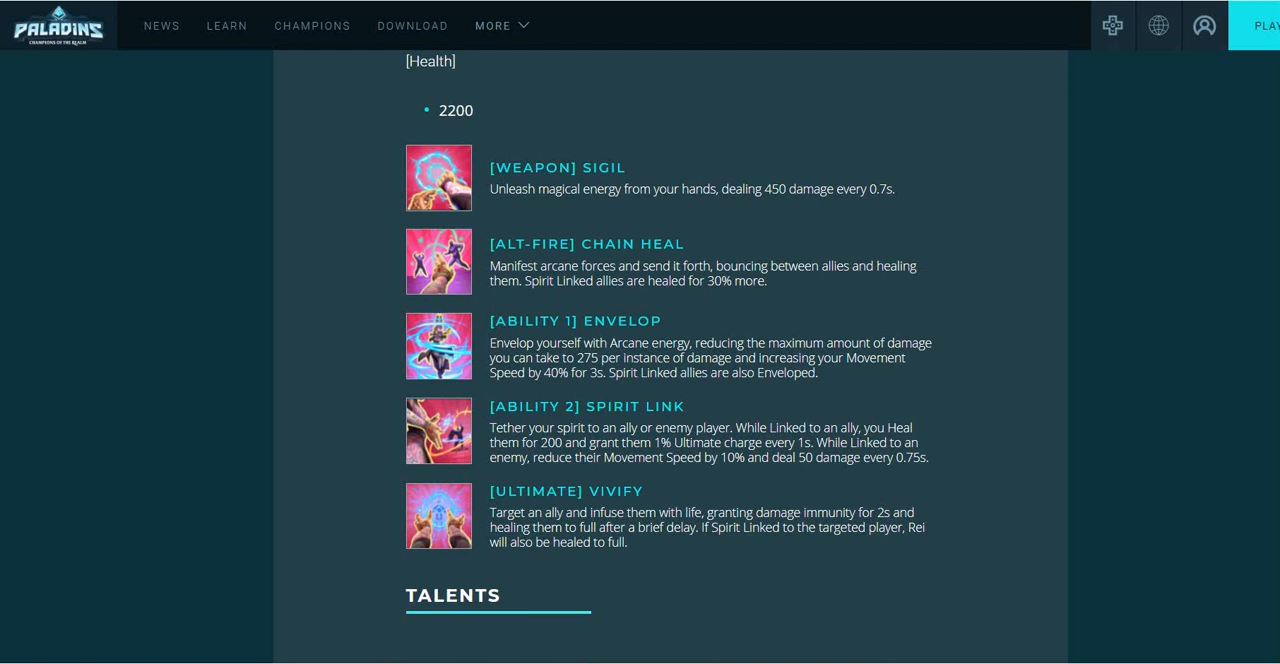 PALADINS
CHAMPIONS OF THE REALM
NEWS LEARN CHAMPIONS DOWNLOAD MORE
PLAY
[Health]
• 2200
[WEAPON] SIGIL
Unleash magical energy from your hands, dealing 450 damage every 0.7s.
[ALT-FIRE] CHAIN HEAL
Manifest arcane forces and send it forth, bouncing between allies and healing
them. Spirit Linked allies are healed for 30% more.
[ABILITY 1] ENVELOP
Envelop yourself with Arcane energy, reducing the maximum amount of damage
you can take to 275 per instance of damage and increasing your Movement
Speed by 40% for 3s. Spirit Linked allies are also Enveloped.
[ABILITY 2] SPIRIT LINK
Tether your spirit to an ally or enemy player. While Linked to an ally, you Heal
them for 200 and grant them 1% Ultimate charge every 1s. While Linked to an
enemy, reduce their Movement Speed by 10% and deal 50 damage every 0.75s.
[ULTIMATE] VIVIFY
Target an ally and infuse them with life, granting damage immunity for 2s and
healing them to full after a brief delay. If Spirit Linked to the targeted player, Rei
will also be healed to full.
TALENTS